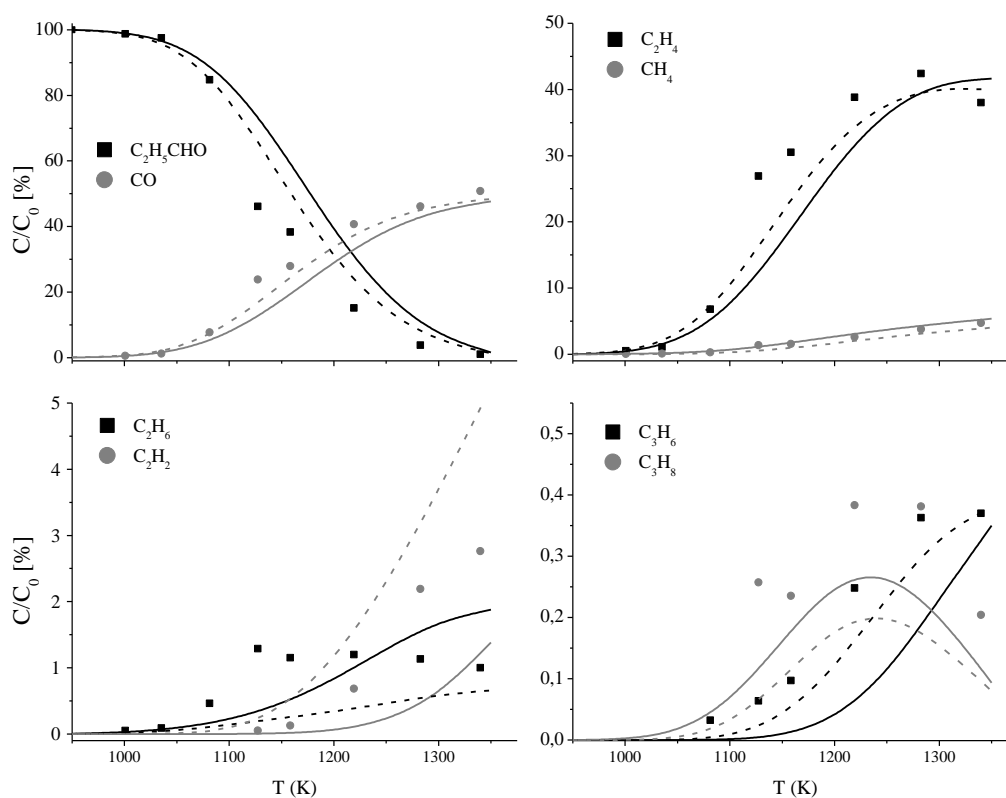 100
80
60
40
20
0
C/C₀ [%]
C₂H₅CHO
CO
50
40
30
20
10
0
C₂H₄
CH₄
5
4
3
2
1
0
C/C₀ [%]
C₂H₆
C₂H₂
1000 1100 1200 1300
T (K)
0,5
0,4
0,3
0,2
0,1
0,0
C₃H₆
C₃H₈
1000 1100 1200 1300
T (K)